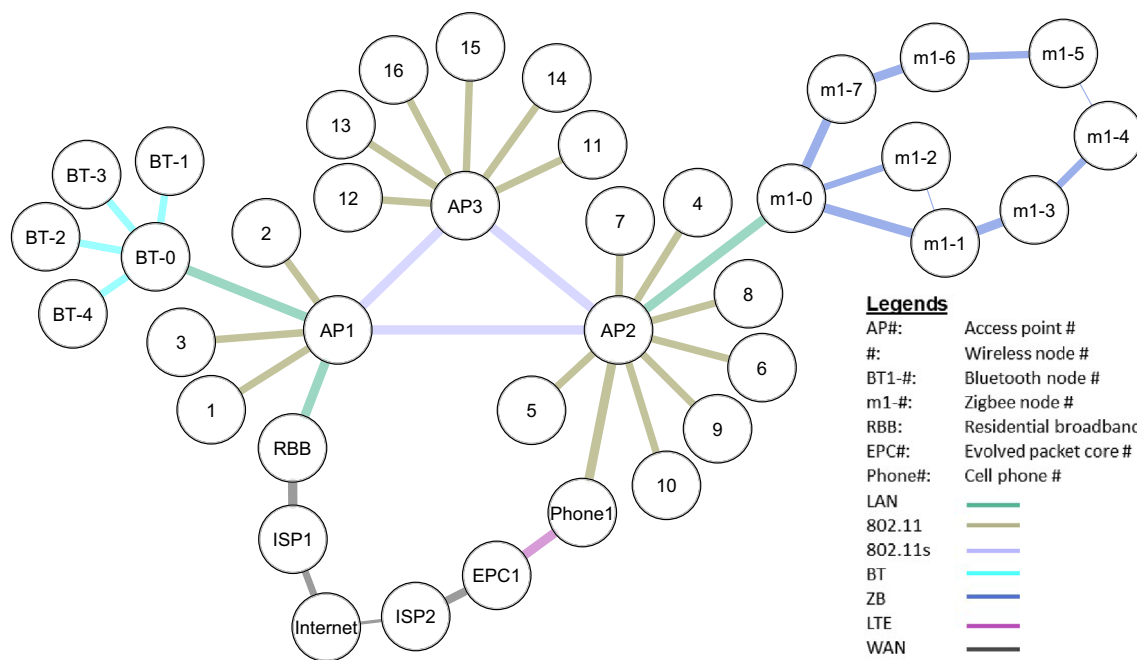 15
16
14
m1-6
m1-5
m1-7
13
11
m1-4
BT-1
BT-3
m1-2
12
AP3
m1-0
7
4
m1-3
BT-2
2
BT-0
m1-1
8
BT-4
3
AP1
AP2
6
1
5
9
RBB
10
Phone1
ISP1
EPC1
ISP2
Internet
Legends
AP#: Access point #
#: Wireless node #
BT1-#: Bluetooth node #
m1-#: Zigbee node #
RBB: Residential broadband
EPC#: Evolved packet core #
Phone#: Cell phone #
LAN
802.11
802.11s
BT
ZB
LTE
WAN